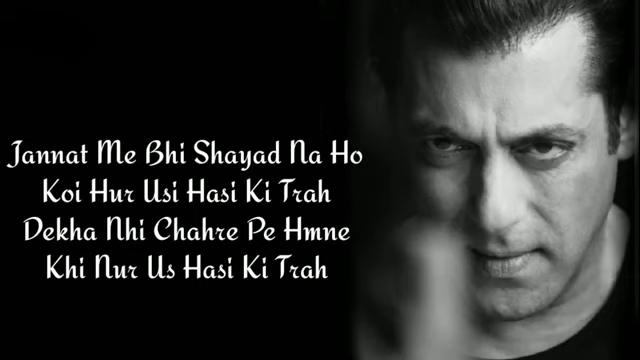 Jannat Me Bhi Shayad Na Ho
Koi Hur Usi Hasi Ki Trah
Dekha Nhi Chahre Pe Hmne
Khi Nur Us Hasi Ki Trah